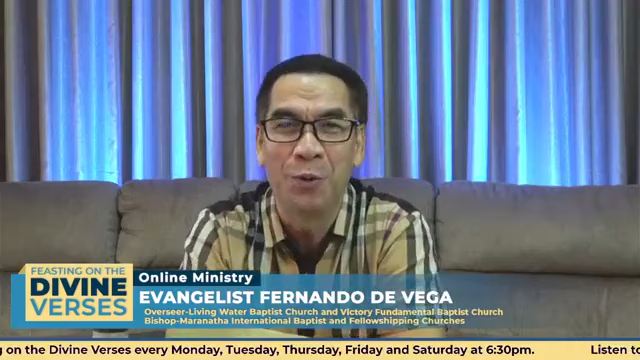 FEASTING ON THE
DIVINE
VERSES
Online Ministry
EVANGELIST FERNANDO DE VEGA
Overseer-Living Water Baptist Church and Victory Fundamental Baptist Church
Bishop-Maranatha International Baptist and Fellowshipping Churches
on the Divine Verses every Monday, Tuesday, Thursday, Friday and Saturday at 6:30pm. Listen